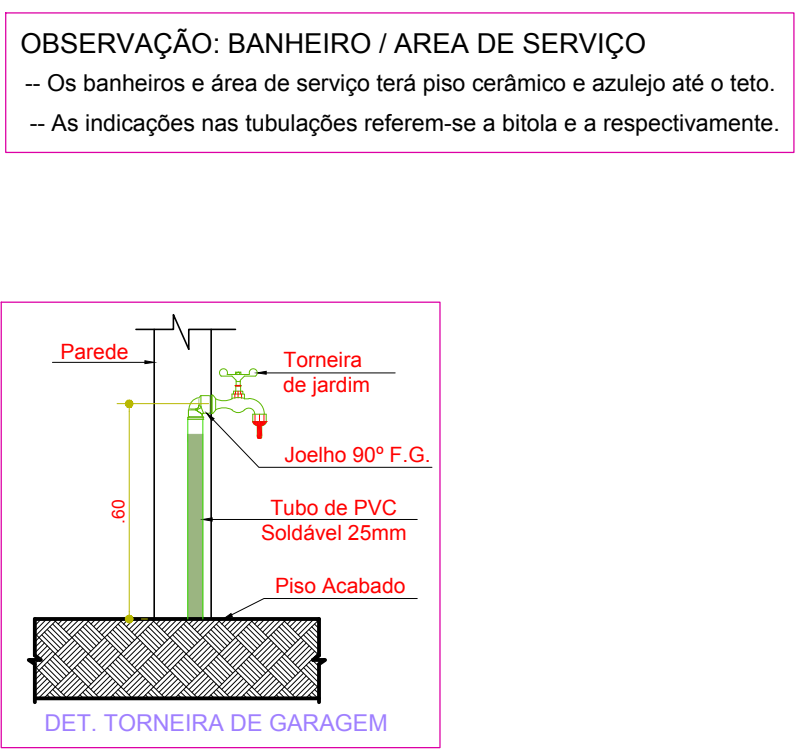 OBSERVAÇÃO: BANHEIRO / AREA DE SERVIÇO
-- Os banheiros e área de serviço terá piso cerâmico e azulejo até o teto.
-- As indicações nas tubulações referem-se a bitola e a respectivamente.
Parede
Torneira
de jardim
Joelho 90º F.G.
.60
Tubo de PVC
Soldável 25mm
Piso Acabado
DET. TORNEIRA DE GARAGEM